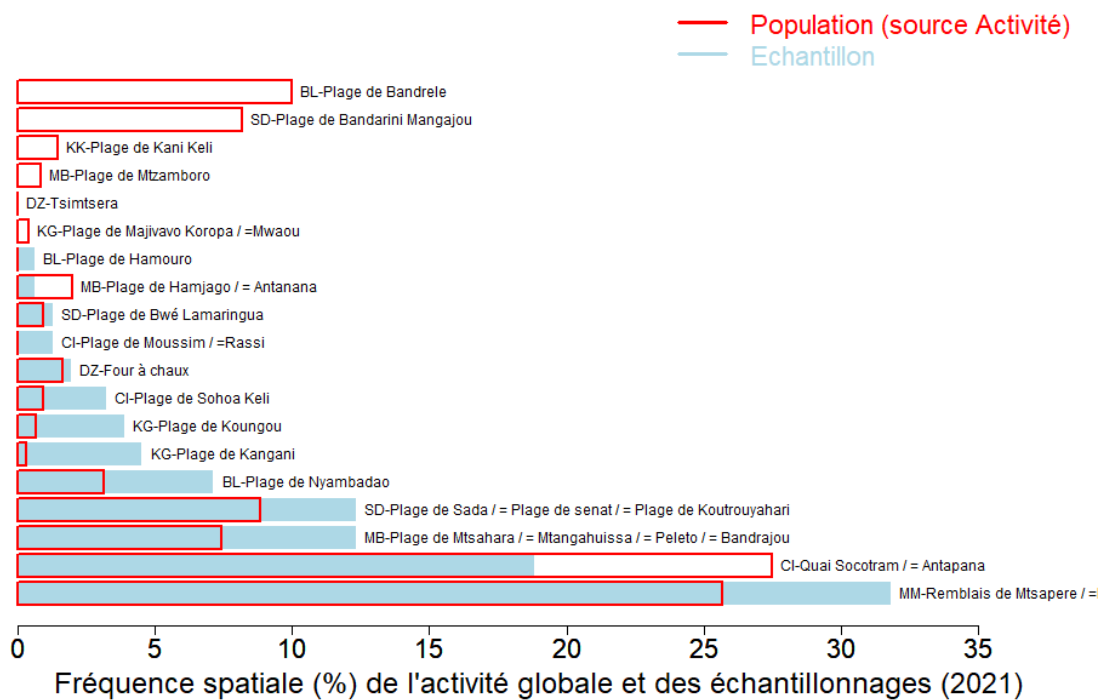 Population (source Activité)
Echantillon
BL-Plage de Bandrele
SD-Plage de Bandarini Mangajou
KK-Plage de Kani Keli
MB-Plage de Mtzamboro
DZ-Tsimtsera
KG-Plage de Majivavo Koropa / =Mwaou
BL-Plage de Hamouro
MB-Plage de Hamjago / = Antanana
SD-Plage de Bwé Lamaringua
CI-Plage de Moussim / =Rassi
DZ-Four à chaux
CI-Plage de Sohoa Keli
KG-Plage de Koungou
KG-Plage de Kangani
BL-Plage de Nyambadao
SD-Plage de Sada / = Plage de senat / = Plage de Koutrouyahari
MB-Plage de Mtsahara / = Mtangahuissa / = Peleto / = Bandrajou
CI-Quai Socotram / = Antapana
MM-Remblais de Mtsapere / =
0 5 10 15 20 25 30 35
Fréquence spatiale (%) de l'activité globale et des échantillonnages (2021)